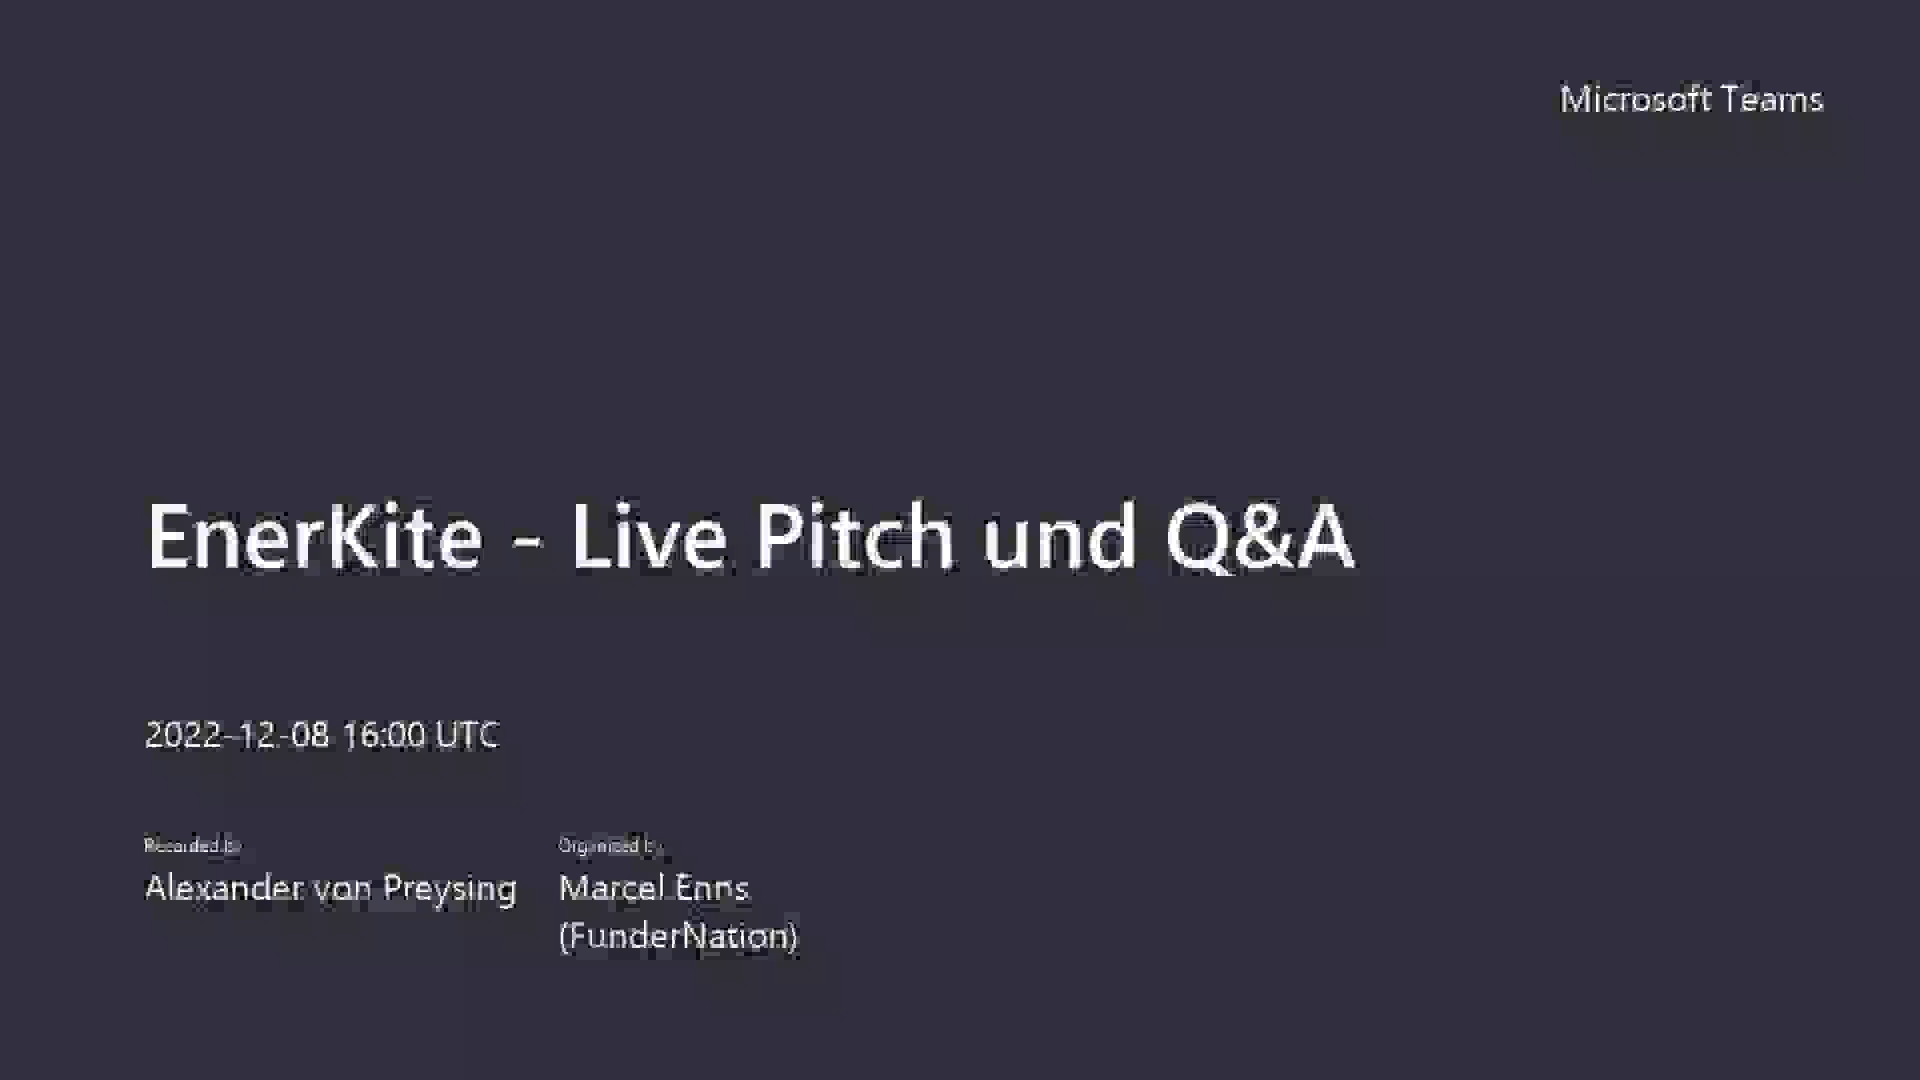 Microsoft Teams
EnerKite - Live Pitch und Q&A
2022-12-08 16:00 UTC
Recorded by
Organized by
Alexander von Preysing
Marcel Enns
(FunderNation)